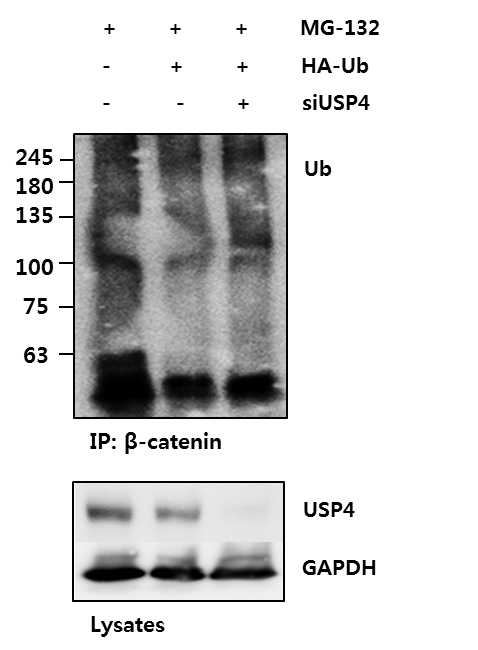 + + + MG-132
- + + HA-Ub
- - + siUSP4
Ub
245
180
135
100
75
63
IP: β-catenin
USP4
GAPDH
Lysates